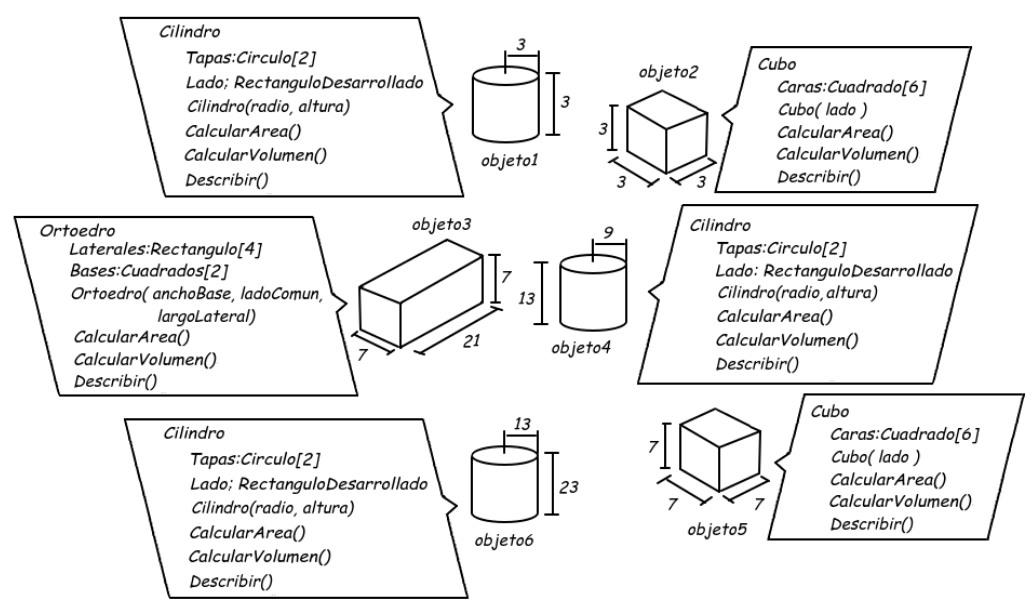 Cilindro
Tapas:Circulo[2]
Lado; RectanguloDesarrollado
Cilindro(radio, altura)
CalcularArea()
CalcularVolumen()
Describir()
3
3
objeto1
objeto2
3
3
3
Cubo
Caras:Cuadrado[6]
Cubo( lado )
CalcularArea()
CalcularVolumen()
Describir()
Ortoedro
Laterales:Rectangulo[4]
Bases:Cuadrados[2]
Ortoedro( anchoBase, ladoComun,
largoLateral)
CalcularArea()
CalcularVolumen()
Describir()
objeto3
7
7
21
9
13
objeto4
Cilindro
Tapas:Circulo[2]
Lado: RectanguloDesarrollado
Cilindro(radio,altura)
CalcularArea()
CalcularVolumen()
Describir()
Cilindro
Tapas:Circulo[2]
Lado; RectanguloDesarrollado
Cilindro(radio, altura)
CalcularArea()
CalcularVolumen()
Describir()
13
23
objeto6
7
7
7
objeto5
Cubo
Caras:Cuadrado[6]
Cubo( lado )
CalcularArea()
CalcularVolumen()
Describir()